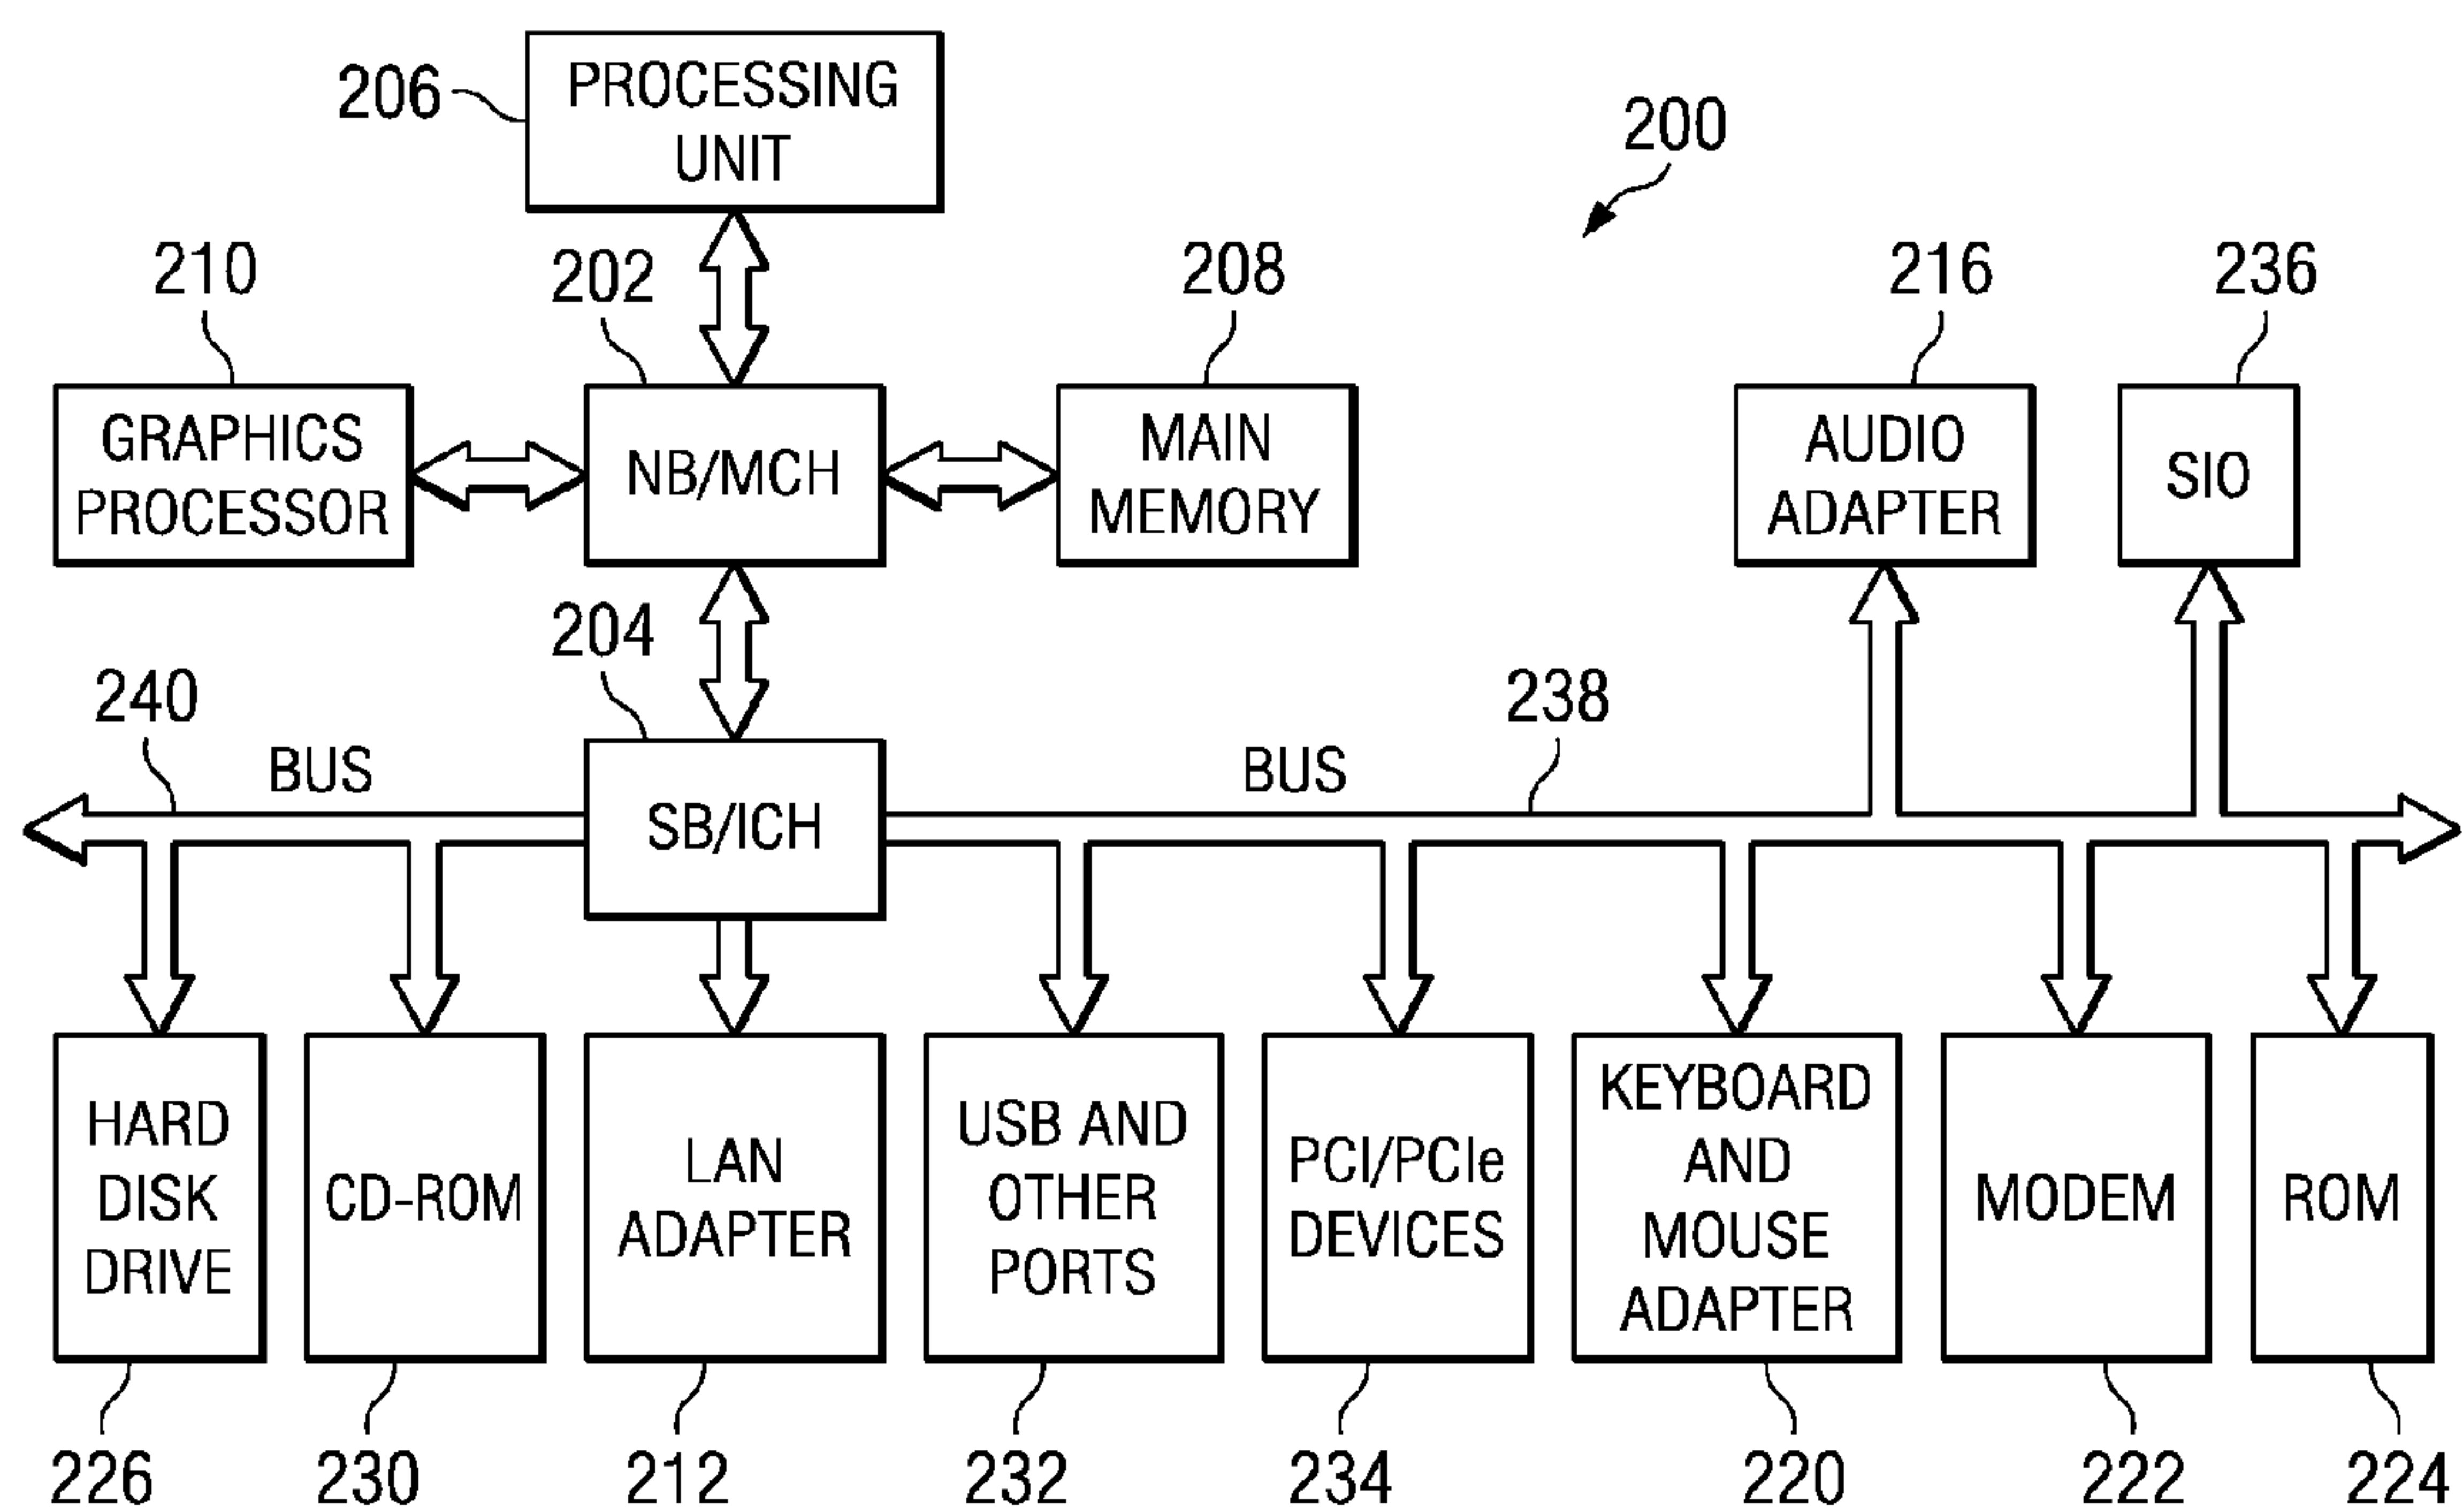 PROCESSING
UNIT
206
200
210
202
208
216
236
GRAPHICS
PROCESSOR
NB/MCH
MAIN
MEMORY
AUDIO
ADAPTER
SIO
204
240
238
BUS
BUS
SB/ICH
HARD
DISK
DRIVE
CD-ROM
LAN
ADAPTER
USB AND
OTHER
PORTS
PCI/PCIe
DEVICES
KEYBOARD
AND
MOUSE
ADAPTER
MODEM
ROM
226
230
212
232
234
220
222
224